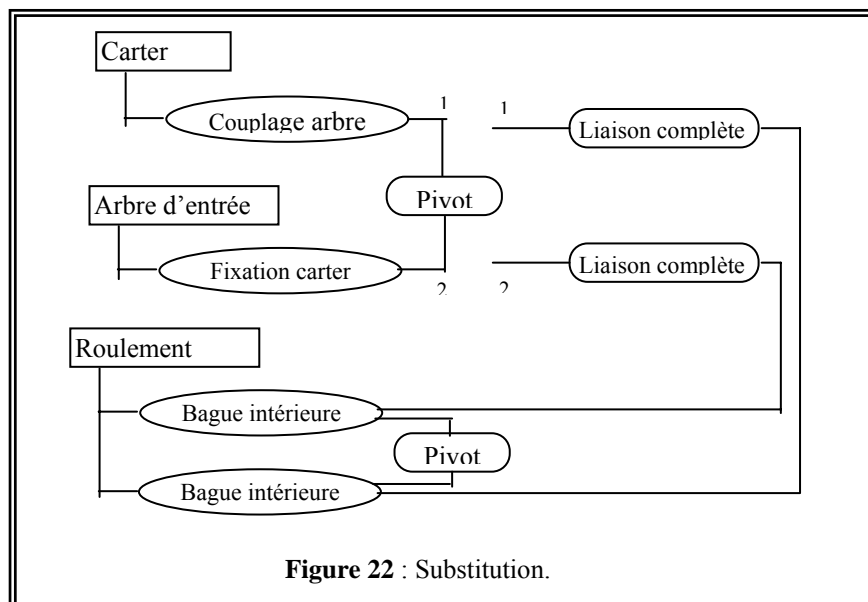 Carter
Couplage arbre
1
1
Liaison complète
Pivot
Arbre d'entrée
Fixation carter
2
2
Liaison complète
Roulement
Bague intérieure
Pivot
Bague intérieure
Figure 22 : Substitution.